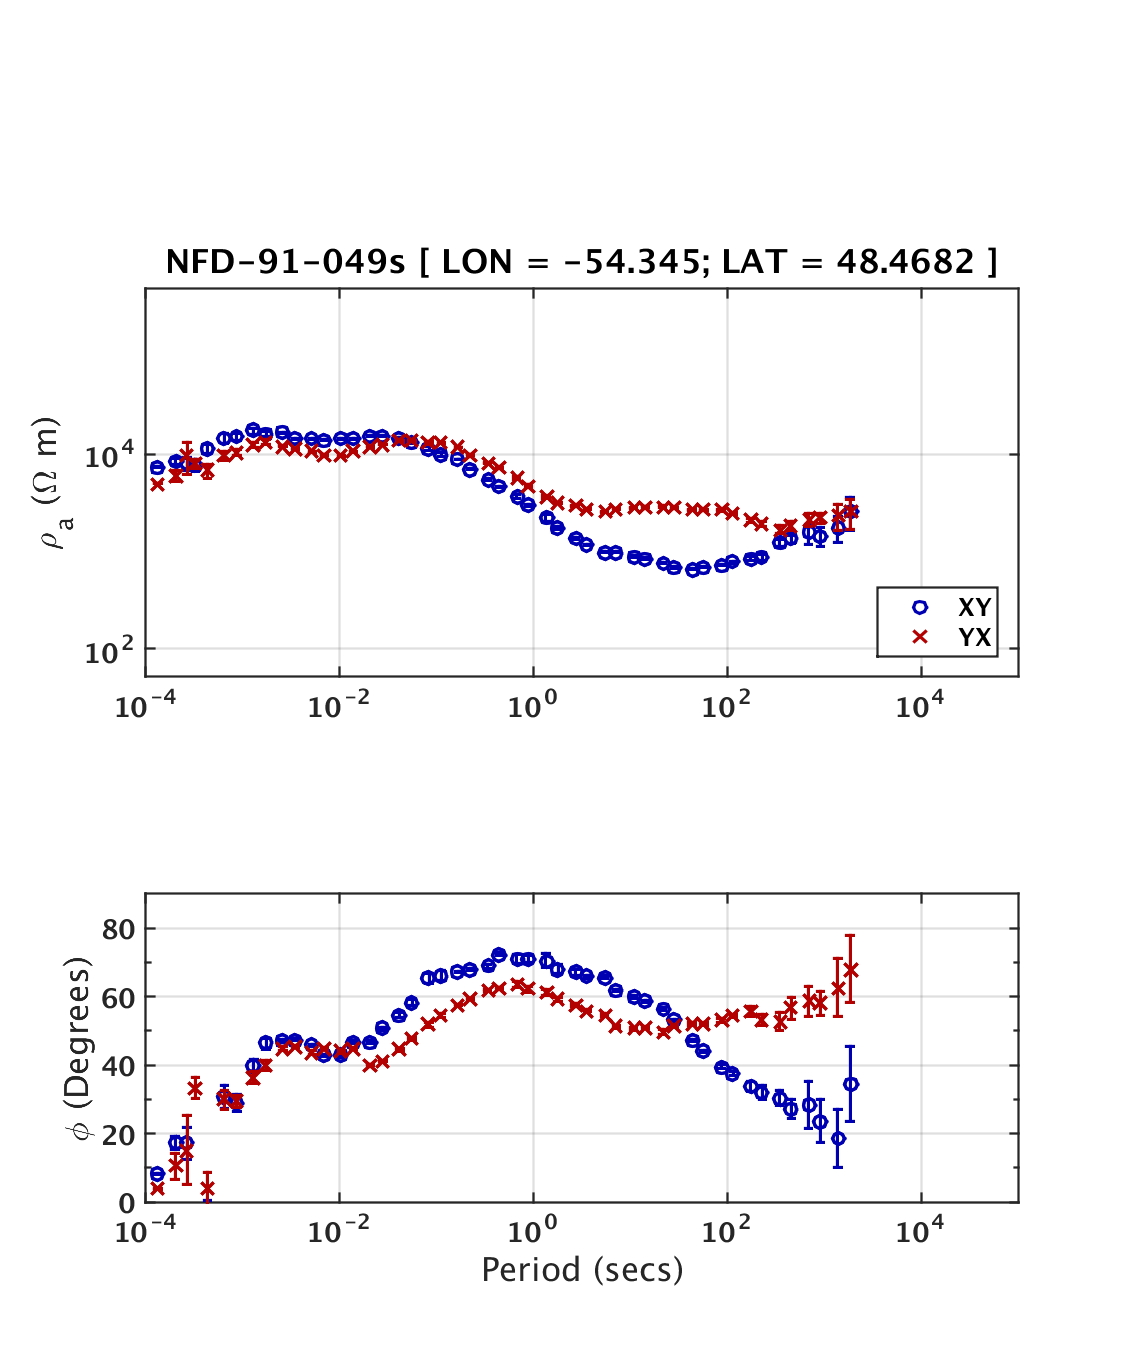 NFD-91-049s [ LON = -54.345; LAT = 48.4682 ]
ρa (Ω m)
10^4
10^2
XY
YX
10^-4 10^-2 10^0 10^2 10^4
ϕ (Degrees)
80
60
40
20
0
10^-4 10^-2 10^0 10^2 10^4
Period (secs)